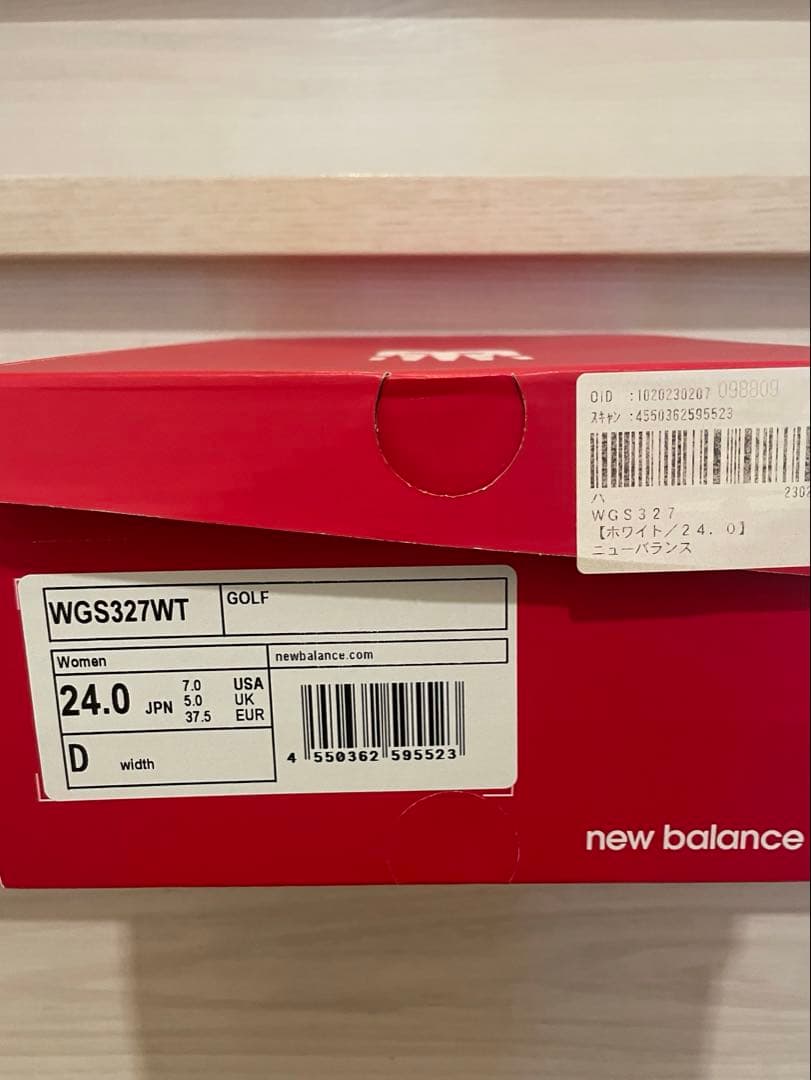 OID :1020230207 098809
スキャン :4550362595523
ハ 2302
WGS327
【ホワイト/24.0】
ニューバランス
WGS327WT GOLF
Women newbalance.com
24.0 JPN 7.0 USA
5.0 UK
37.5 EUR
D width
4 550362 595523
new balance